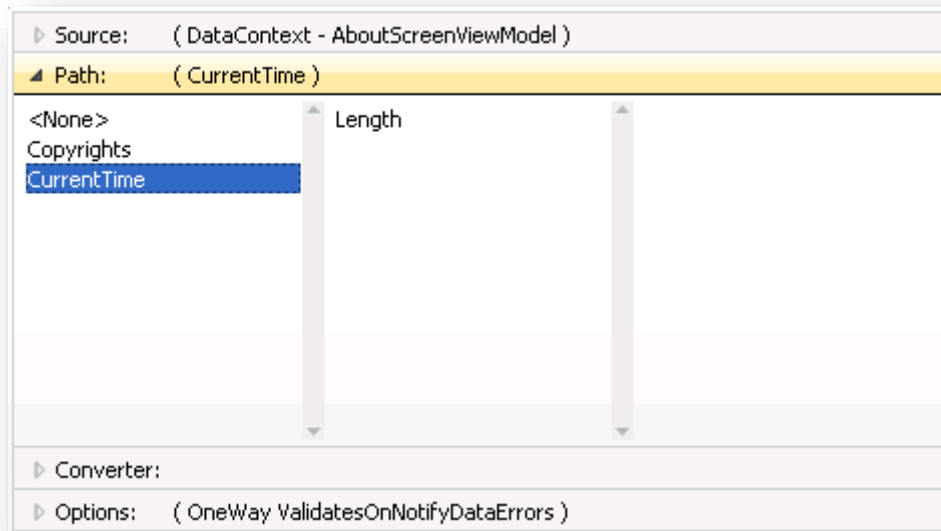 Source: ( DataContext - AboutScreenViewModel )
Path: ( CurrentTime )
<None>
Copyrights
CurrentTime
Length
Converter:
Options: ( OneWay ValidatesOnNotifyDataErrors )